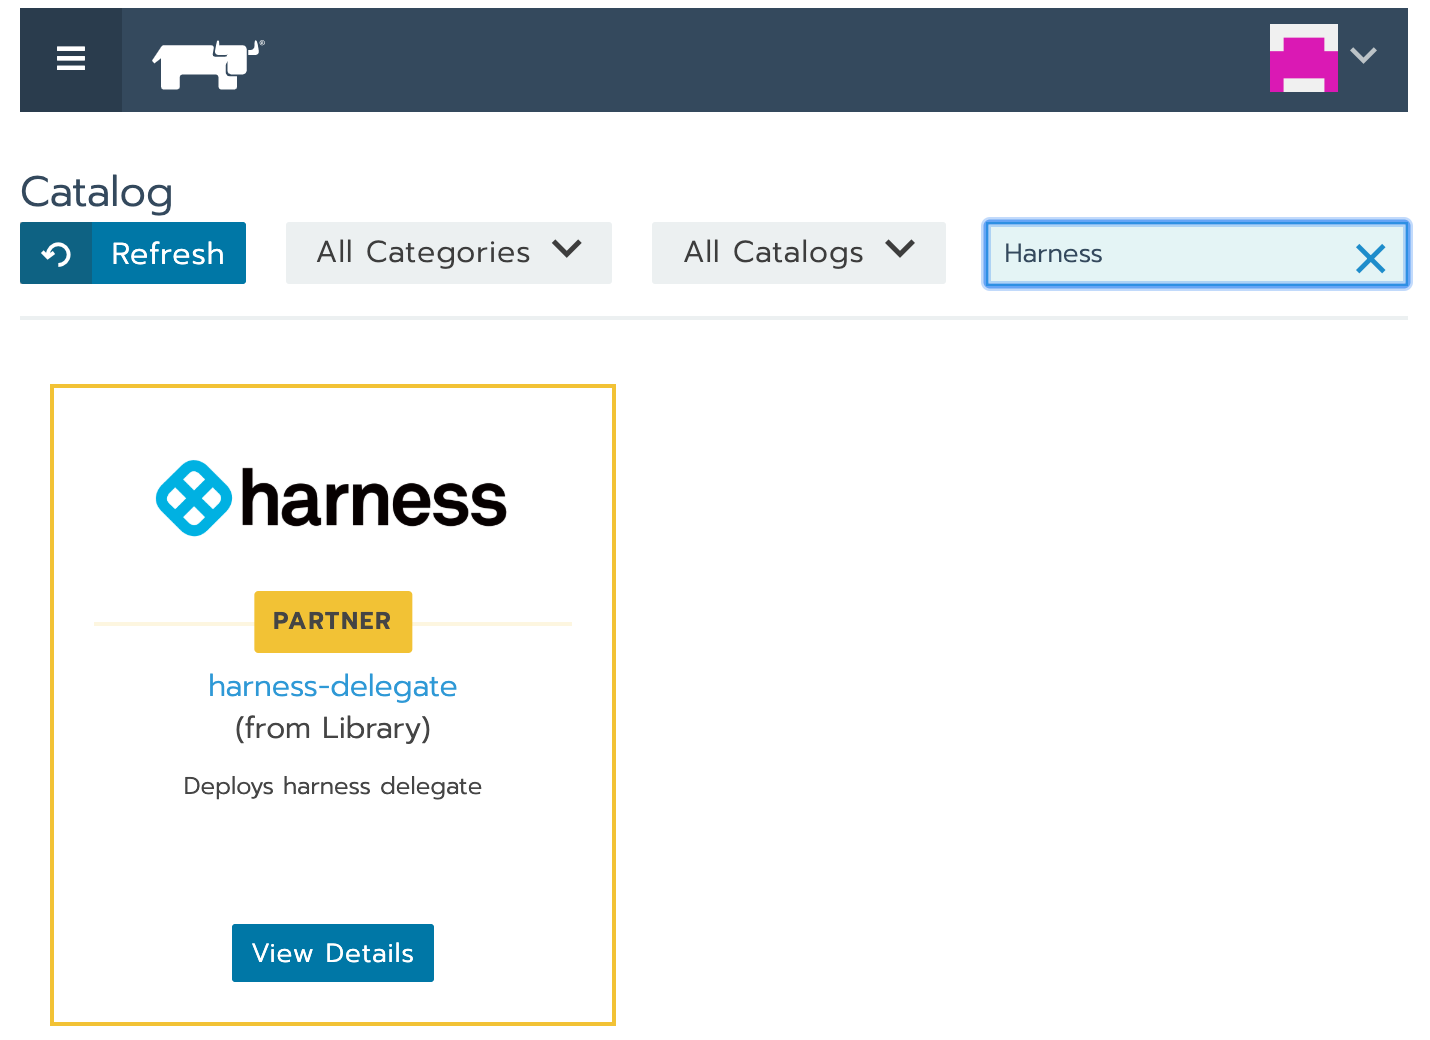 Catalog
Refresh
All Categories
All Catalogs
Harness
harness
PARTNER
harness-delegate
(from Library)
Deploys harness delegate
View Details